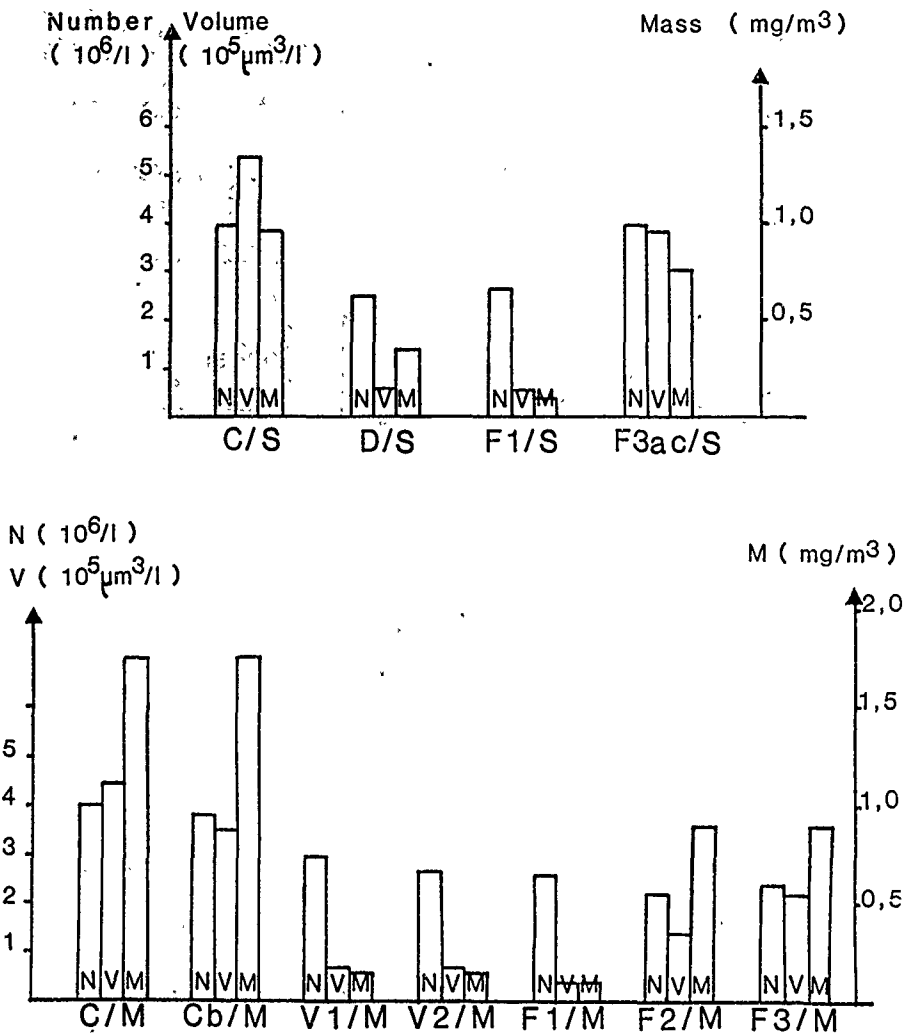 Number Volume
( 10⁶/l ) ( 10⁵µm³/l )
Mass ( mg/m³)
6
5
4
3
2
1
1,5
1,0
0,5
N V M N V M N V M N V M
C/S D/S F1/S F3ac/S
N ( 10⁶/l )
V ( 10⁵µm³/l )
M ( mg/m³ )
5
4
3
2
1
2,0
1,5
1,0
0,5
N V M N V M N V M N V M N V M N V M N V M
C/M Cb/M V1/M V2/M F1/M F2/M F3/M